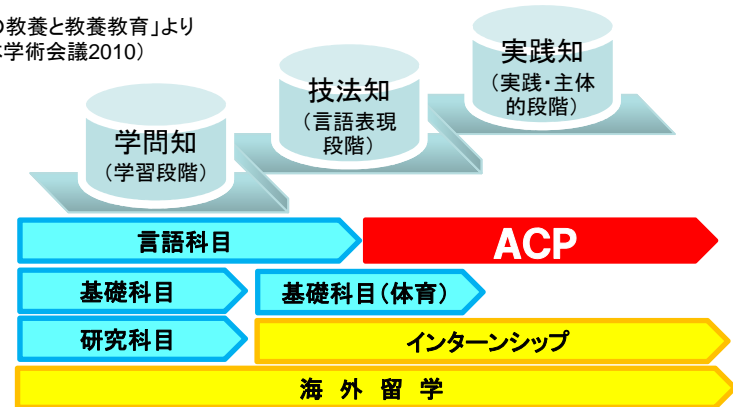 教養と教養教育」より
学術会議2010）
実践知
（実践・主体
的段階）
技法知
（言語表現
段階）
学問知
（学習段階）
言語科目
ACP
基礎科目
基礎科目（体育）
研究科目
インターンシップ
海 外 留 学